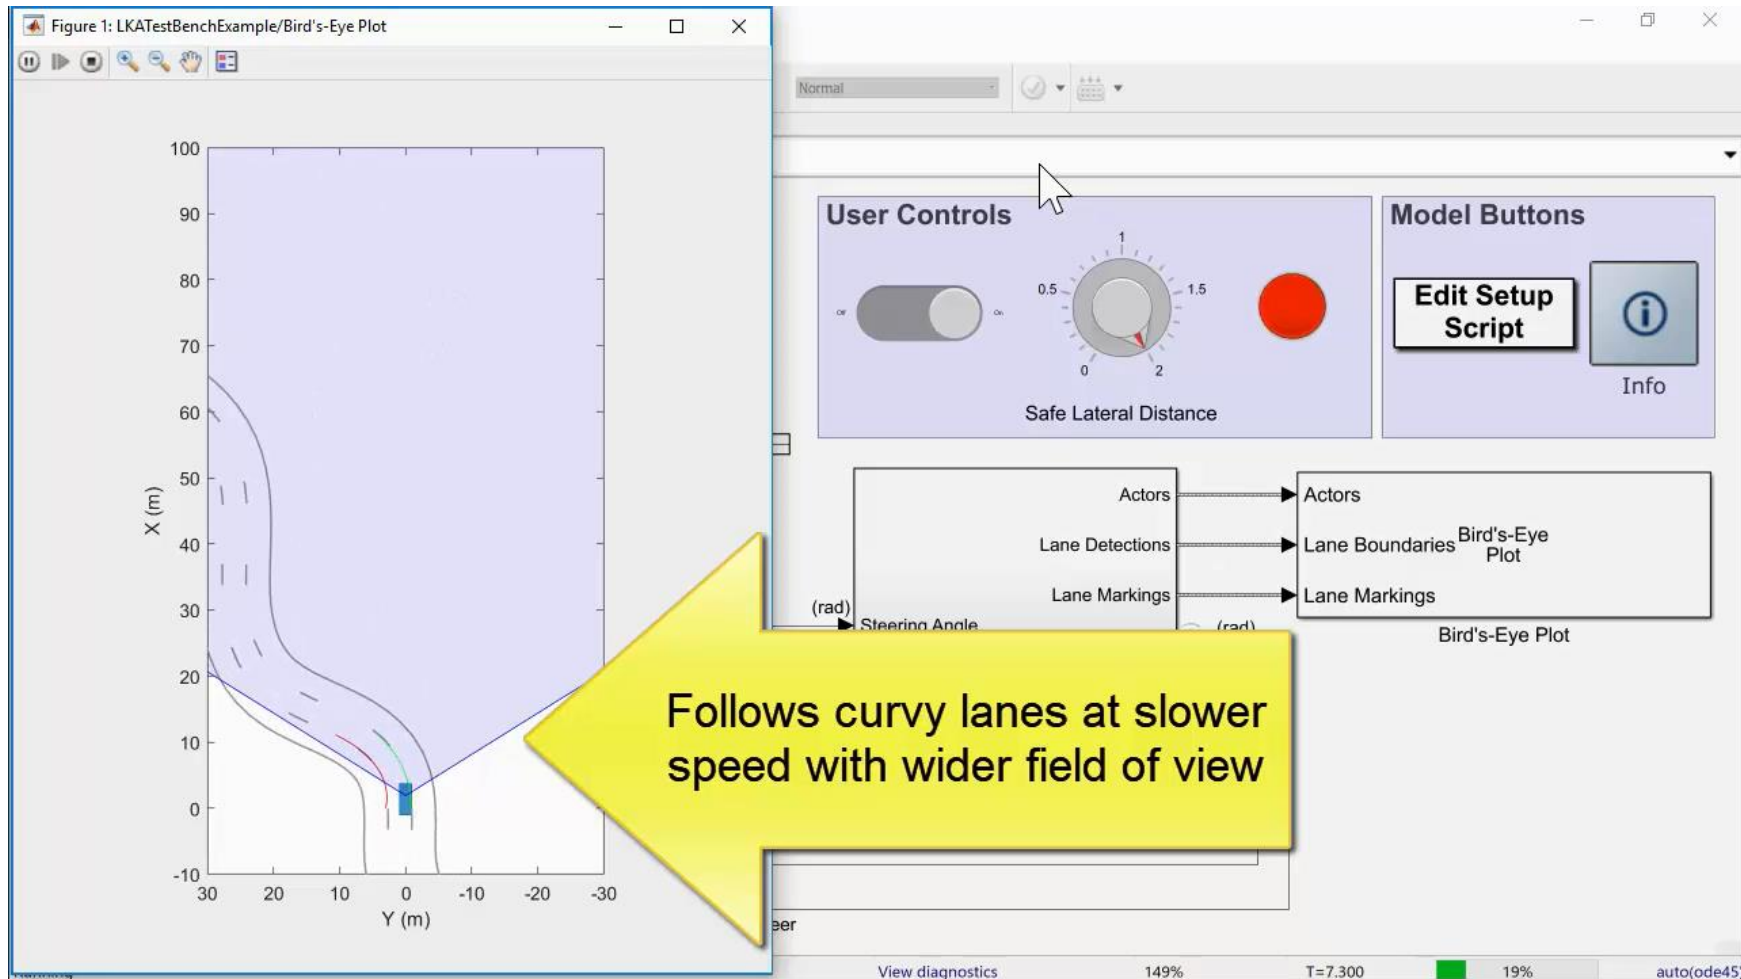 Figure 1: LKATestBenchExample/Bird's-Eye Plot
Normal
100
90
80
70
60
50
40
30
20
10
0
-10
X (m)
30 20 10 0 -10 -20 -30
Y (m)
User Controls
Off
On
0
0.5
1
1.5
2
Safe Lateral Distance
Model Buttons
Edit Setup
Script
Info
Actors
Lane Detections
Lane Markings
(rad)
Steering Angle
(rad)
Actors
Lane Boundaries
Lane Markings
Bird's-Eye
Plot
Bird's-Eye Plot
Follows curvy lanes at slower
speed with wider field of view
eer
Running
View diagnostics 149% T=7.300 19% auto(ode45)